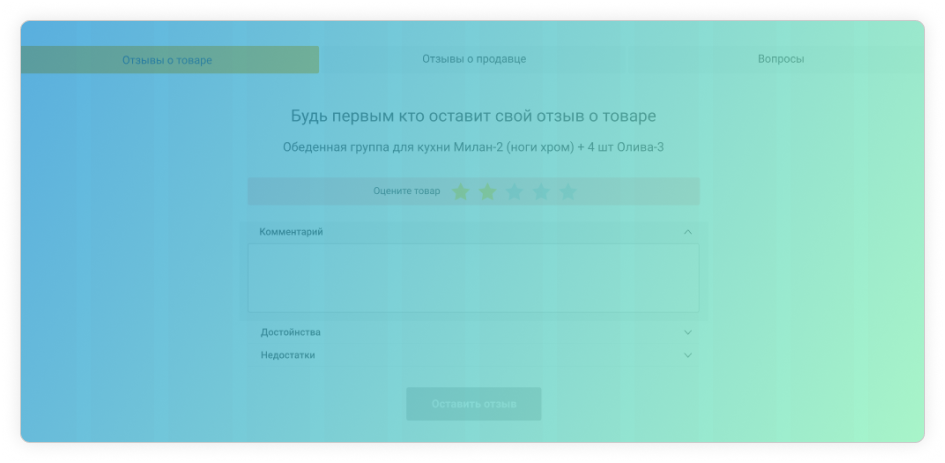 Отзывы о товаре
Отзывы о продавце
Вопросы
Будь первым кто оставит свой отзыв о товаре
Обеденная группа для кухни Милан-2 (ноги хром) + 4 шт Олива-3
Оцените товар
Комментарий
Достойнства
Недостатки
Оставить отзыв